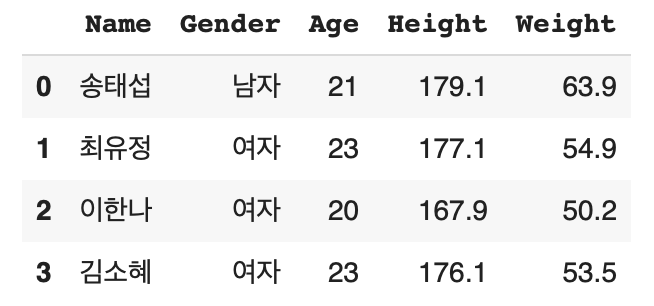 Name Gender Age Height Weight
0 송태섭 남자 21 179.1 63.9
1 최유정 여자 23 177.1 54.9
2 이한나 여자 20 167.9 50.2
3 김소혜 여자 23 176.1 53.5